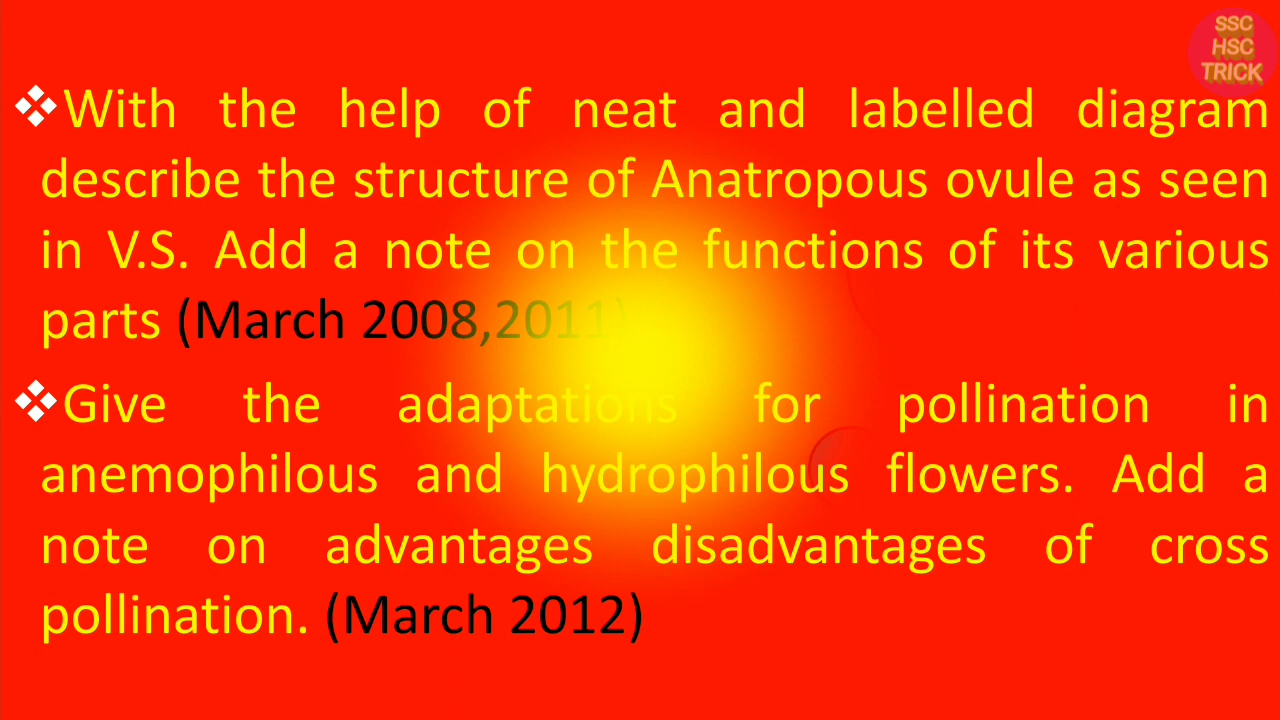 SSC
HSC
TRICK
❖With the help of neat and labelled diagram
describe the structure of Anatropous ovule as seen
in V.S. Add a note on the functions of its various
parts (March 2008,2011)
❖Give the adaptations for pollination in
anemophilous and hydrophilous flowers. Add a
note on advantages disadvantages of cross
pollination. (March 2012)